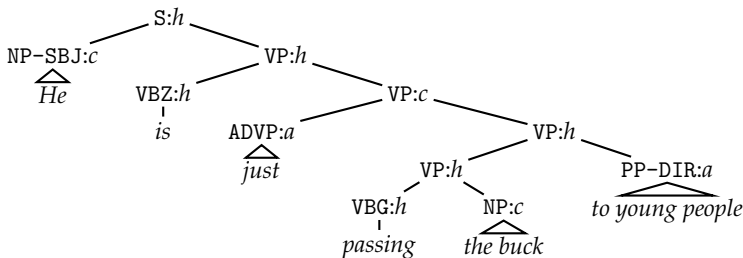 S:h
NP-SBJ:c VP:h
He VBZ:h VP:c
is ADVP:a VP:h
just VP:h PP-DIR:a
VBG:h NP:c to young people
passing the buck